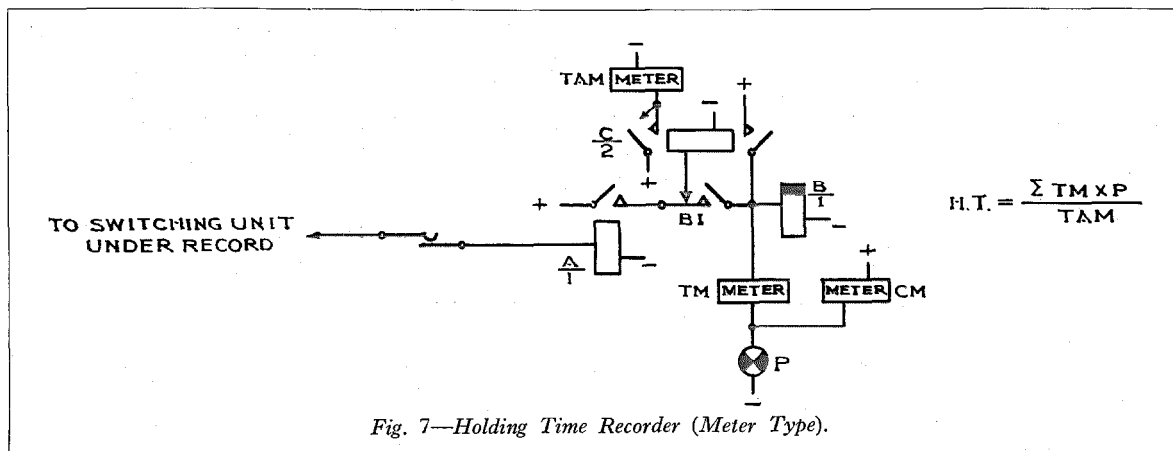 −
TAM METER
+
−
C/2
+
+
B/1
B1
−
TO SWITCHING UNIT
UNDER RECORD
A/1
−
H.T. = Σ TM X P / TAM
+
TM METER
METER CM
P
−
Fig. 7—Holding Time Recorder (Meter Type).